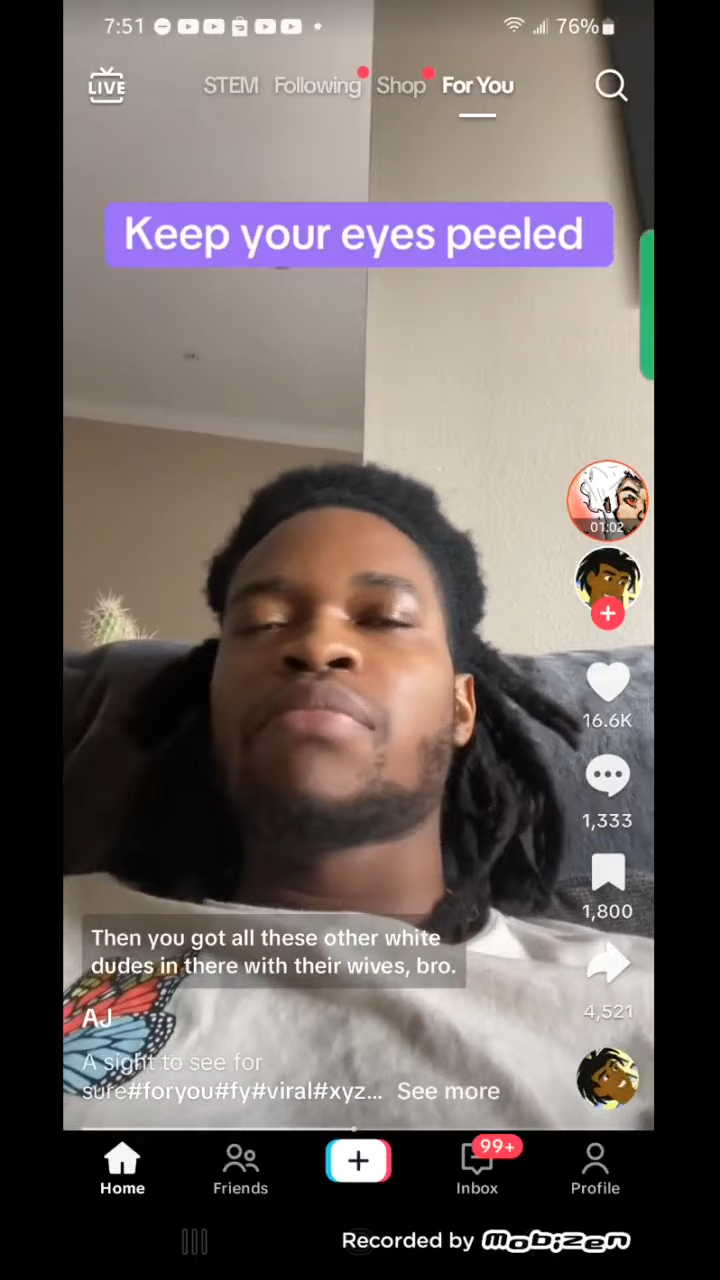 7:51
76%
LIVE
STEM Following Shop For You
Keep your eyes peeled
01:02
16.6K
1,333
1,800
Then you got all these other white
dudes in there with their wives, bro.
4,521
AJ
A sight to see for
sure#foryou#fy#viral#xyz... See more
99+
Home Friends Inbox Profile
Recorded by mobizen